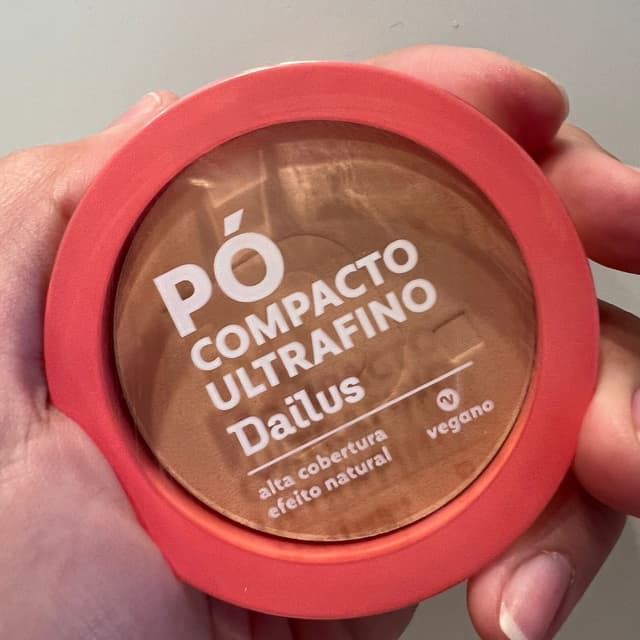 PÓ
COMPACTO
ULTRAFINO
Dailus
alta cobertura
efeito natural
vegano